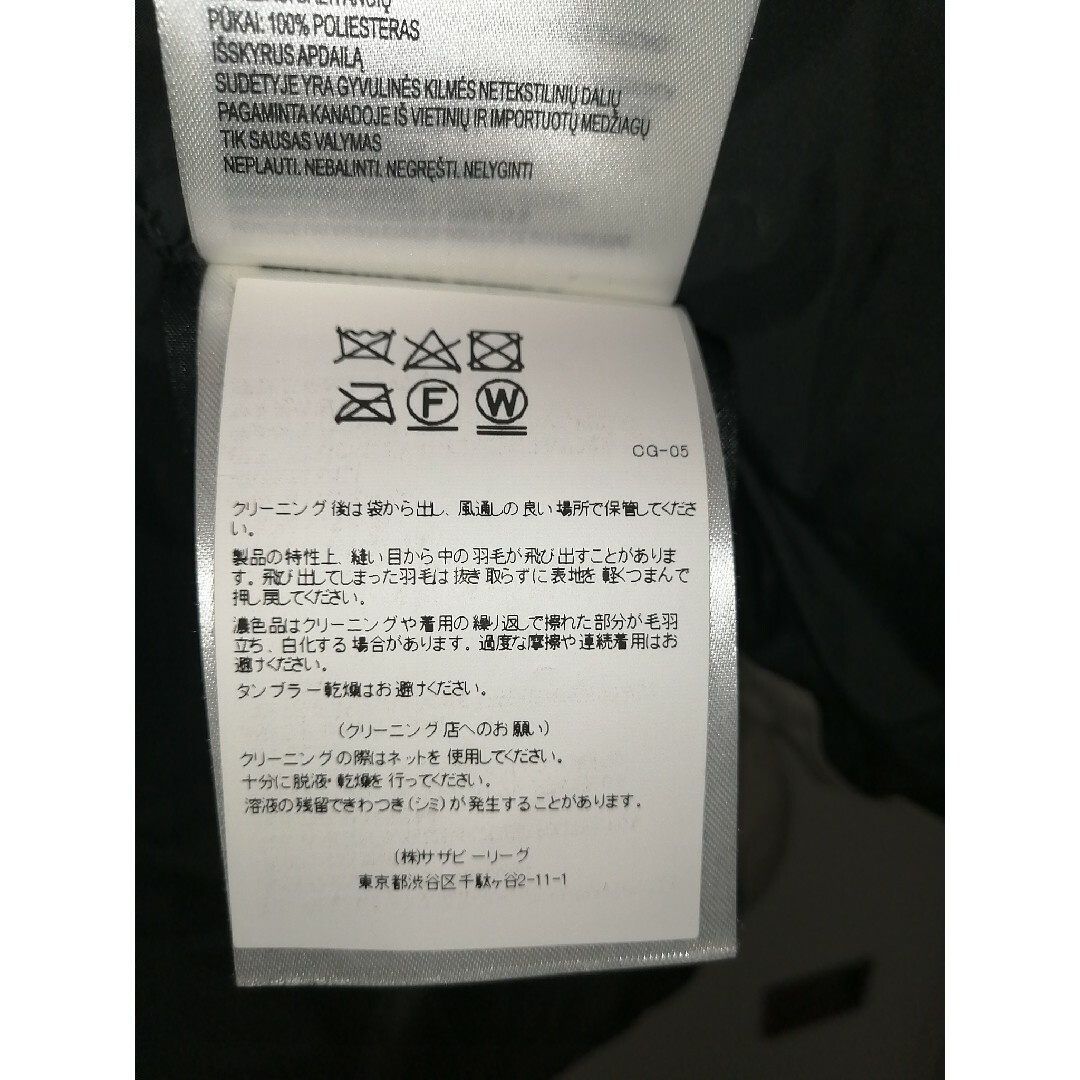 PŪKAI: 100% POLIESTERAS
IŠSKYRUS APDAILĄ
SUDĖTYJE YRA GYVULINĖS KILMĖS NETEKSTILINIŲ DALIŲ
PAGAMINTA KANADOJE IŠ VIETINIŲ IR IMPORTUOTŲ MEDŽIAGŲ
TIK SAUSAS VALYMAS
NEPLAUTI. NEBALINTI. NEGRĘŠTI. NELYGINTI
F W
CG-05
クリーニング後は袋から出し、風通しの良い場所で保管してくださ
い。
製品の特性上、縫い目から中の羽毛が飛び出すことがありま
す。飛び出してしまった羽毛は抜き取らずに表地を軽くつまんで
押し戻してください。
濃色品はクリーニングや着用の繰り返しで擦れた部分が毛羽
立ち、白化する場合があります。過度な摩擦や連続着用はお
避けください。
タンブラー乾燥はお避けください。
(クリーニング店へのお願い)
クリーニングの際はネットを使用してください。
十分に脱液・乾燥を行ってください。
溶液の残留できわつき(シミ)が発生することがあります。
(株)サザビーリーグ
東京都渋谷区千駄ヶ谷2-11-1